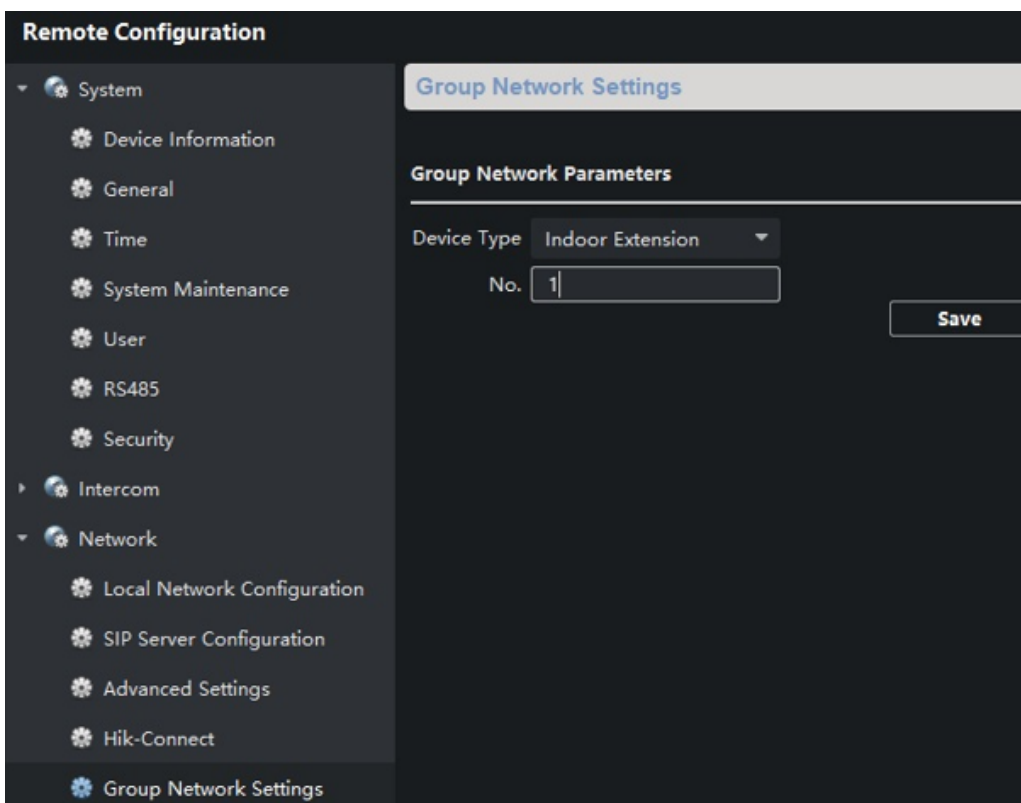 Remote Configuration
System
Device Information
General
Time
System Maintenance
User
RS485
Security
Intercom
Network
Local Network Configuration
SIP Server Configuration
Advanced Settings
Hik-Connect
Group Network Settings
Group Network Settings
Group Network Parameters
Device Type Indoor Extension
No. 1
Save